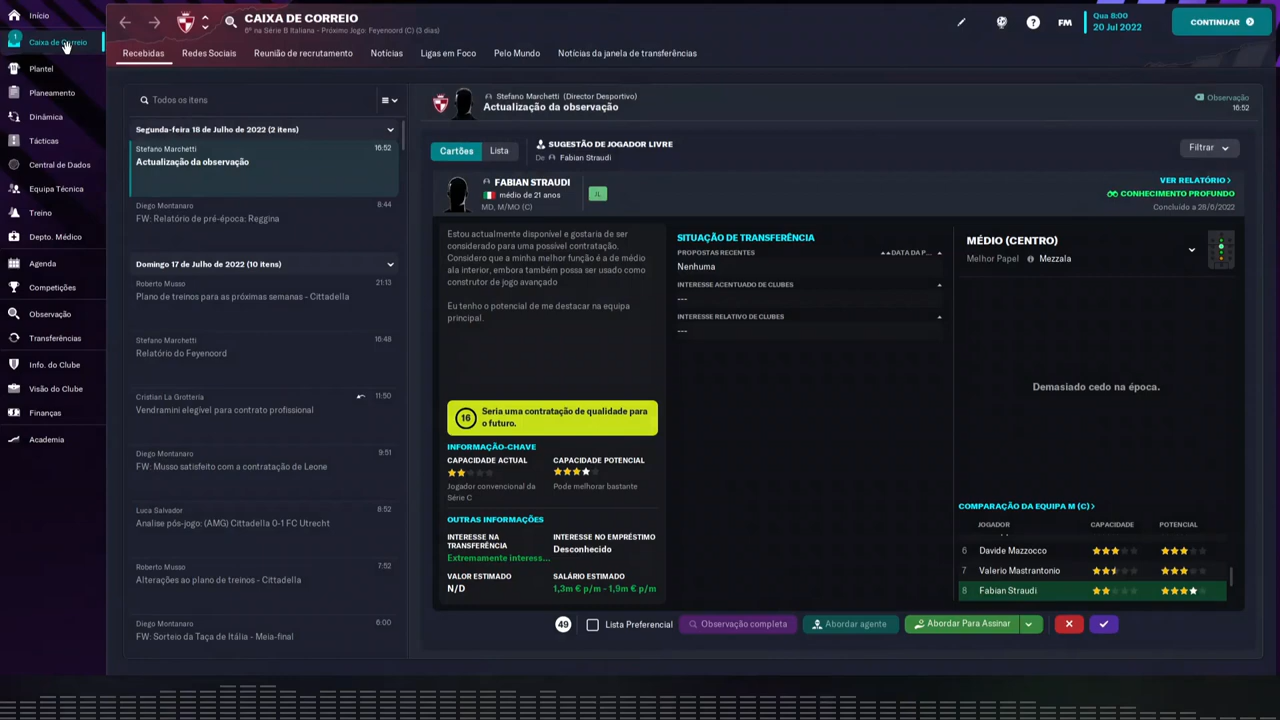 Início
1
Caixa de Correio
Plantel
Planeamento
Dinâmica
Tácticas
Central de Dados
Equipa Técnica
Treino
Depto. Médico
Agenda
Competições
Observação
Transferências
Info. do Clube
Visão do Clube
Finanças
Academia
CAIXA DE CORREIO
6º na Série B Italiana - Próximo Jogo: Feyenoord (C) (3 dias)
FM
Qua 8:00
20 Jul 2022
CONTINUAR
Recebidas
Redes Sociais
Reunião de recrutamento
Notícias
Ligas em Foco
Pelo Mundo
Notícias da janela de transferências
Todos os itens
Segunda-feira 18 de Julho de 2022 (2 itens)
Stefano Marchetti 16:52
Actualização da observação
Diego Montanaro 8:44
FW: Relatório de pré-época: Reggina
Domingo 17 de Julho de 2022 (10 itens)
Roberto Musso 21:13
Plano de treinos para as próximas semanas - Cittadella
Stefano Marchetti 16:48
Relatório do Feyenoord
Cristian La Grotteria 11:50
Vendramini elegível para contrato profissional
Diego Montanaro 9:51
FW: Musso satisfeito com a contratação de Leone
Luca Salvador 8:52
Analise pós-jogo: (AMG) Cittadella 0-1 FC Utrecht
Roberto Musso 7:52
Alterações ao plano de treinos - Cittadella
Diego Montanaro 6:00
FW: Sorteio da Taça de Itália - Meia-final
Stefano Marchetti (Director Desportivo)
Actualização da observação
Observação
16:52
Cartões
Lista
SUGESTÃO DE JOGADOR LIVRE
De Fabian Straudi
Filtrar
FABIAN STRAUDI
médio de 21 anos
MD, M/MO (C)
JL
VER RELATÓRIO
CONHECIMENTO PROFUNDO
Concluído a 28/6/2022
Estou actualmente disponível e gostaria de ser
considerado para uma possível contratação.
Considero que a minha melhor função é a de médio
ala interior, embora também possa ser usado como
construtor de jogo avançado
Eu tenho o potencial de me destacar na equipa
principal.
16
Seria uma contratação de qualidade para
o futuro.
INFORMAÇÃO-CHAVE
CAPACIDADE ACTUAL
CAPACIDADE POTENCIAL
Jogador convencional da
Série C
Pode melhorar bastante
OUTRAS INFORMAÇÕES
INTERESSE NA
TRANSFERÊNCIA
Extremamente interess...
INTERESSE NO EMPRÉSTIMO
Desconhecido
VALOR ESTIMADO
N/D
SALÁRIO ESTIMADO
1,3m € p/m - 1,9m € p/m
SITUAÇÃO DE TRANSFERÊNCIA
PROPOSTAS RECENTES
DATA DA P...
Nenhuma
INTERESSE ACENTUADO DE CLUBES
---
INTERESSE RELATIVO DE CLUBES
---
MÉDIO (CENTRO)
Melhor Papel Mezzala
Demasiado cedo na época.
COMPARAÇÃO DA EQUIPA M (C)
JOGADOR CAPACIDADE POTENCIAL
6 Davide Mazzocco
7 Valerio Mastrantonio
8 Fabian Straudi
49
Lista Preferencial
Observação completa
Abordar agente
Abordar Para Assinar